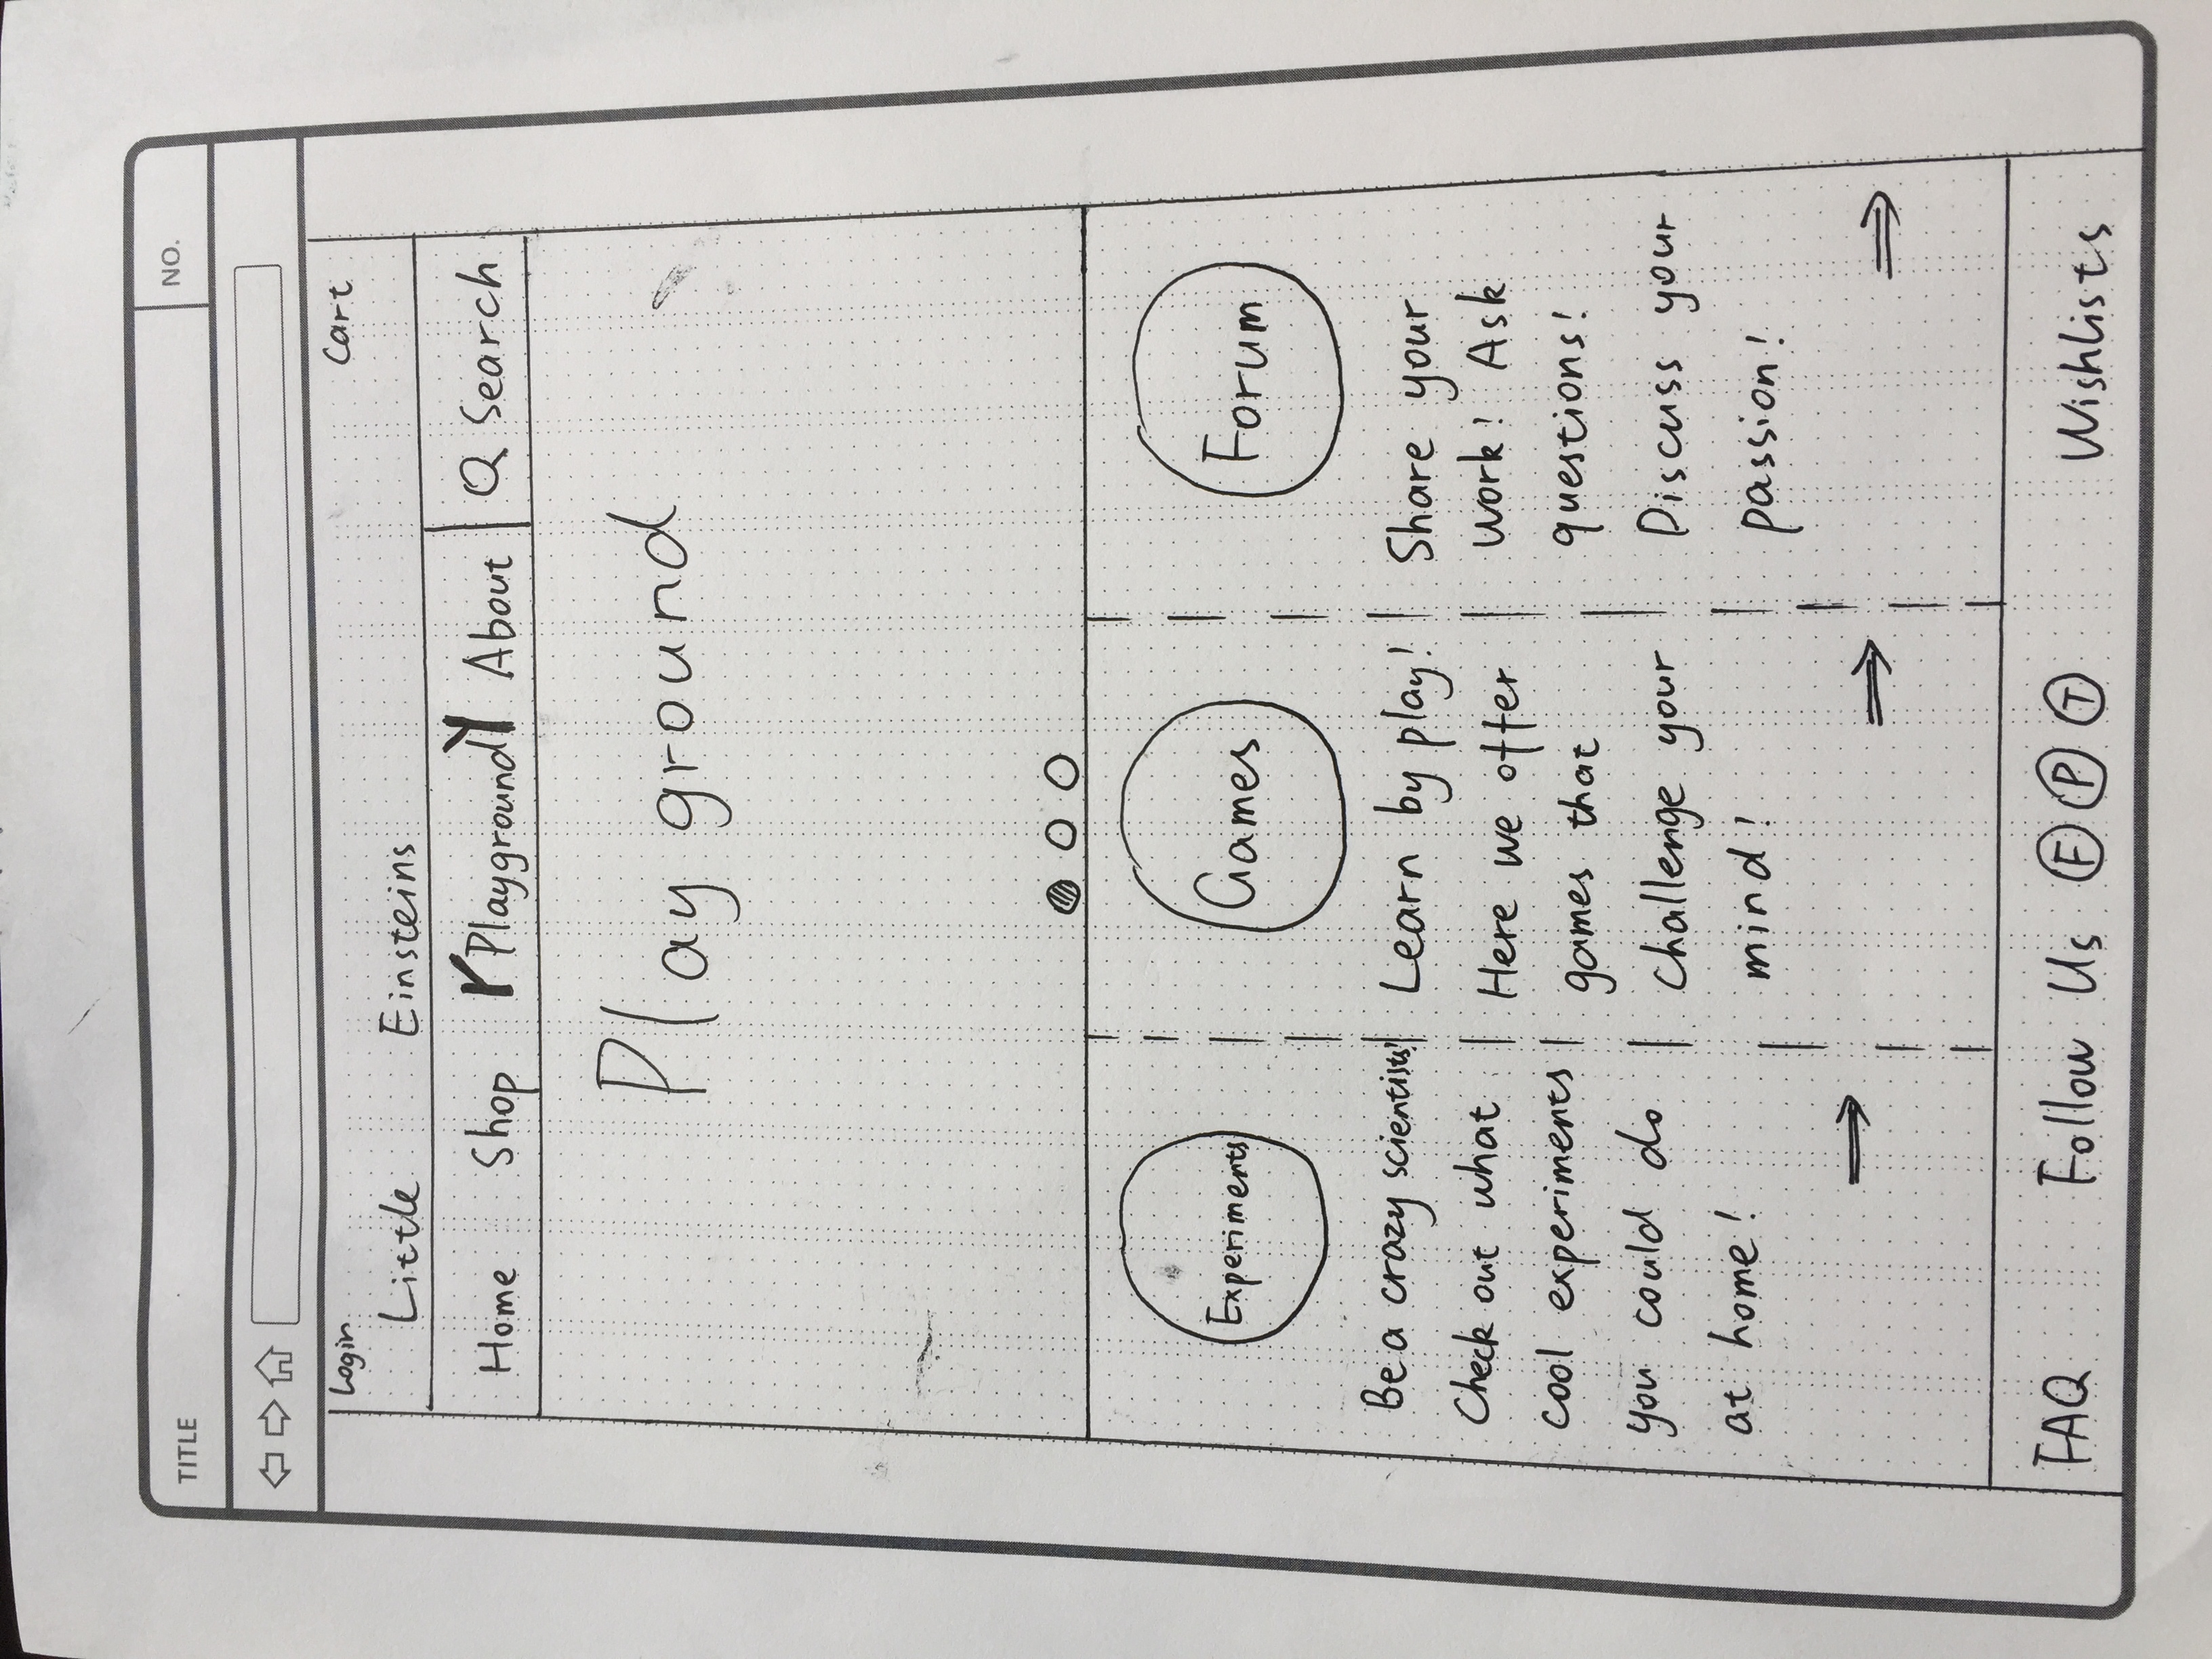 TITLE
NO.
Login
Cart
Little Einsteins
Home Shop Playground About Search
Playground
Experiments
Be a crazy scientists!
Check out what
cool experiments
you could do
at home!
Games
Learn by play!
Here we offer
games that
challenge your
mind!
Forum
Share your
work! Ask
questions!
Discuss your
passion!
FAQ Follow Us F P T Wishlists